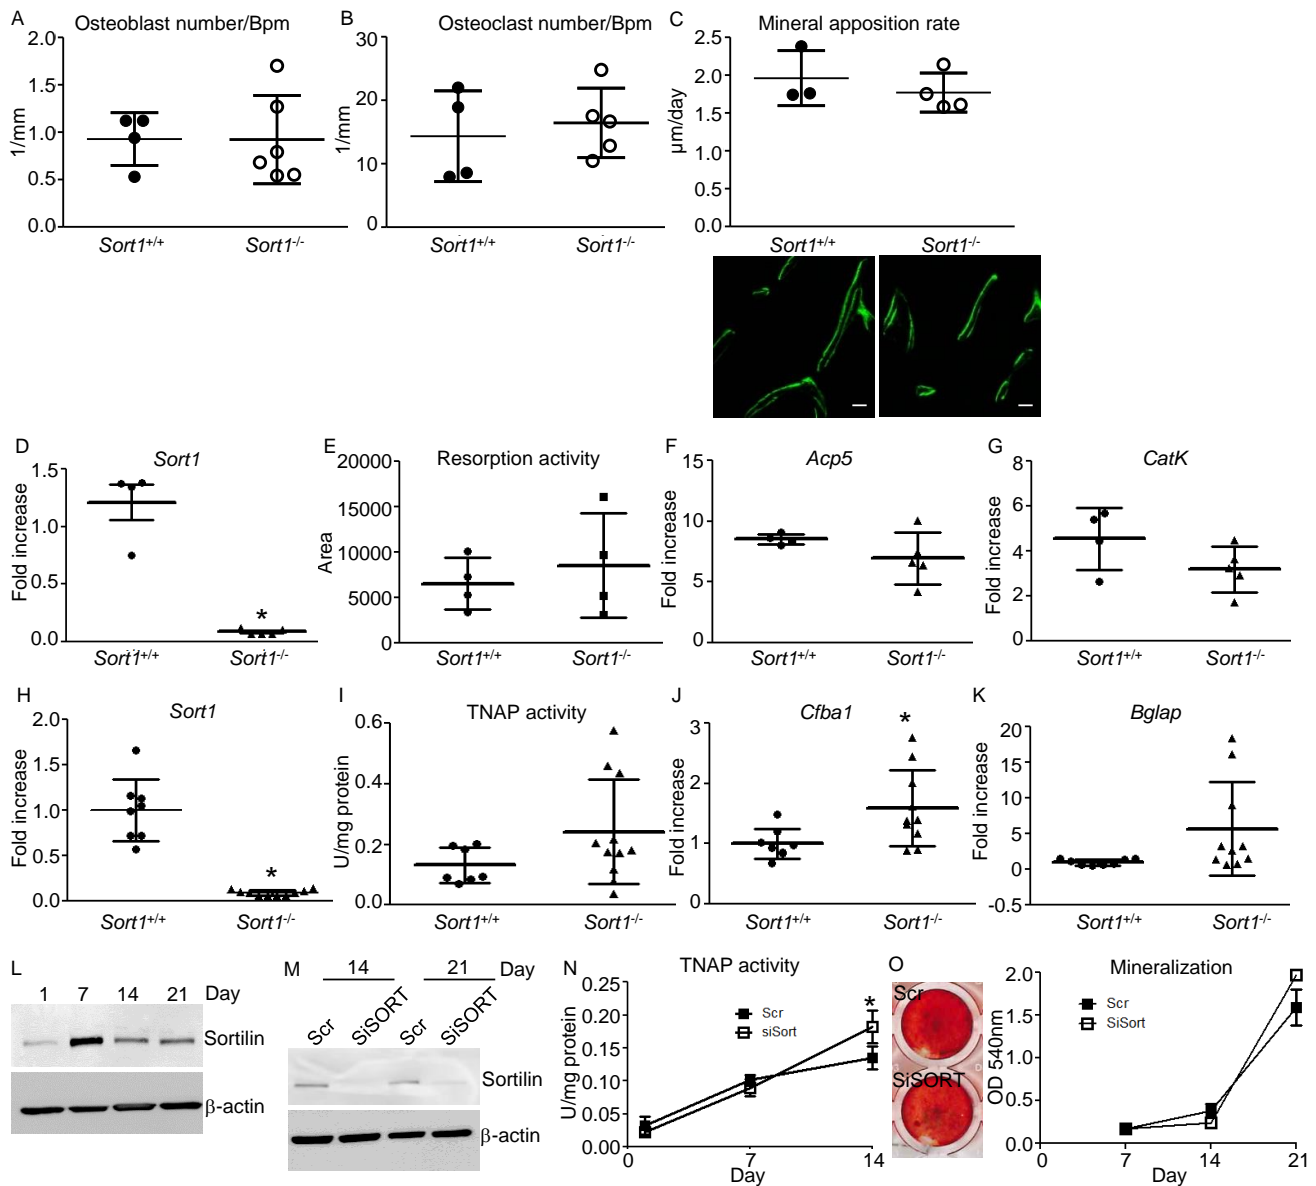 A Osteoblast number/Bpm
2.0
1.5
1.0
0.5
0.0
1/mm
Sort1+/+ Sort1-/-
B Osteoclast number/Bpm
30
20
10
0
1/mm
Sort1+/+ Sort1-/-
C Mineral apposition rate
2.5
2.0
1.5
1.0
0.5
0.0
µm/day
Sort1+/+ Sort1-/-
D Sort1
1.5
1.0
0.5
0.0
Fold increase
*
Sort1+/+ Sort1-/-
E Resorption activity
20000
15000
10000
5000
0
Area
Sort1+/+ Sort1-/-
F Acp5
15
10
5
0
Fold increase
Sort1+/+ Sort1-/-
G CatK
8
6
4
2
0
Fold increase
Sort1+/+ Sort1-/-
H Sort1
2.0
1.5
1.0
0.5
0.0
Fold increase
*
Sort1+/+ Sort1-/-
I TNAP activity
0.6
0.4
0.2
0.0
U/mg protein
Sort1+/+ Sort1-/-
J Cfba1
3
2
1
0
Fold increase
*
Sort1+/+ Sort1-/-
K Bglap
20
15
10
5
0
-0.5
Fold increase
Sort1+/+ Sort1-/-
L
1 7 14 21 Day
Sortilin
β-actin
M 14 21 Day
Scr SiSORT Scr SiSORT
Sortilin
β-actin
N TNAP activity
0.25
0.20
0.15
0.10
0.05
0.00
U/mg protein
Scr
siSort
*
0 7 14
Day
O
Scr
SiSORT
Mineralization
2.0
1.5
1.0
0.5
0.0
OD 540nm
Scr
SiSort
0 7 14 21
Day